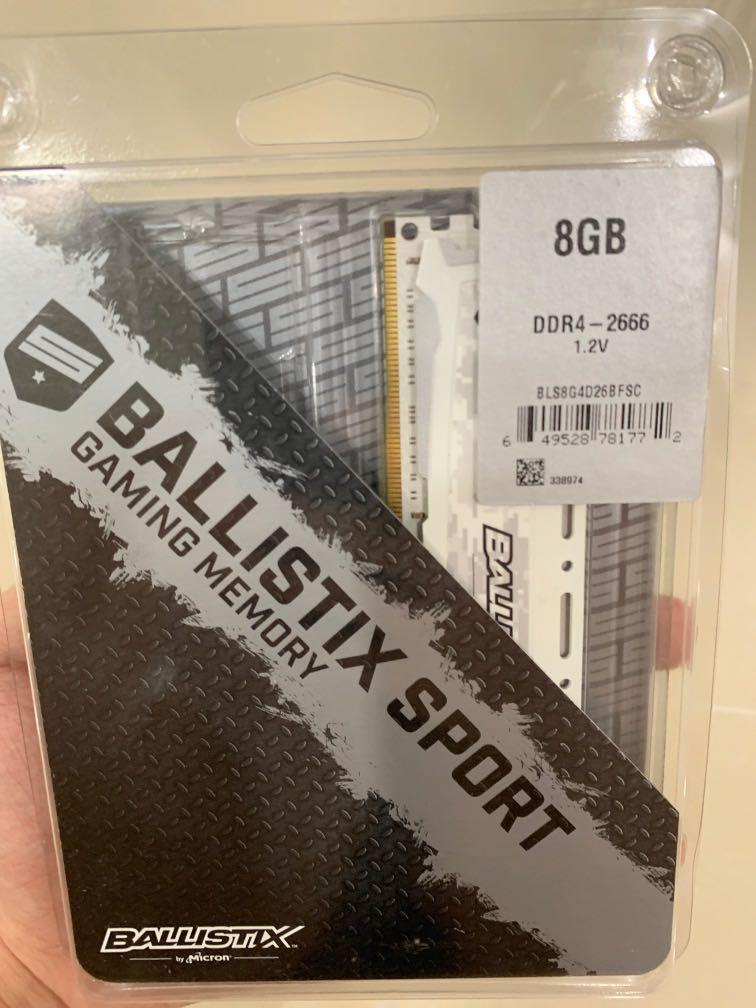 8GB
DDR4-2666
1.2V
BLS8G4D26BFSC
6 49528 78177 2
338974
BALLISTIX SPORT
GAMING MEMORY
BALLISTIX
by Micron